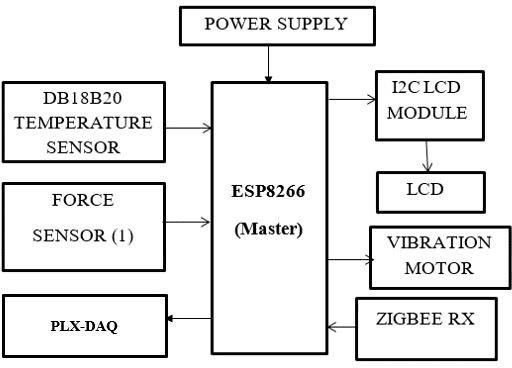 POWER SUPPLY
DB18B20
TEMPERATURE
SENSOR
I2C LCD
MODULE
ESP8266
(Master)
FORCE
SENSOR (1)
LCD
VIBRATION
MOTOR
PLX-DAQ
ZIGBEE RX